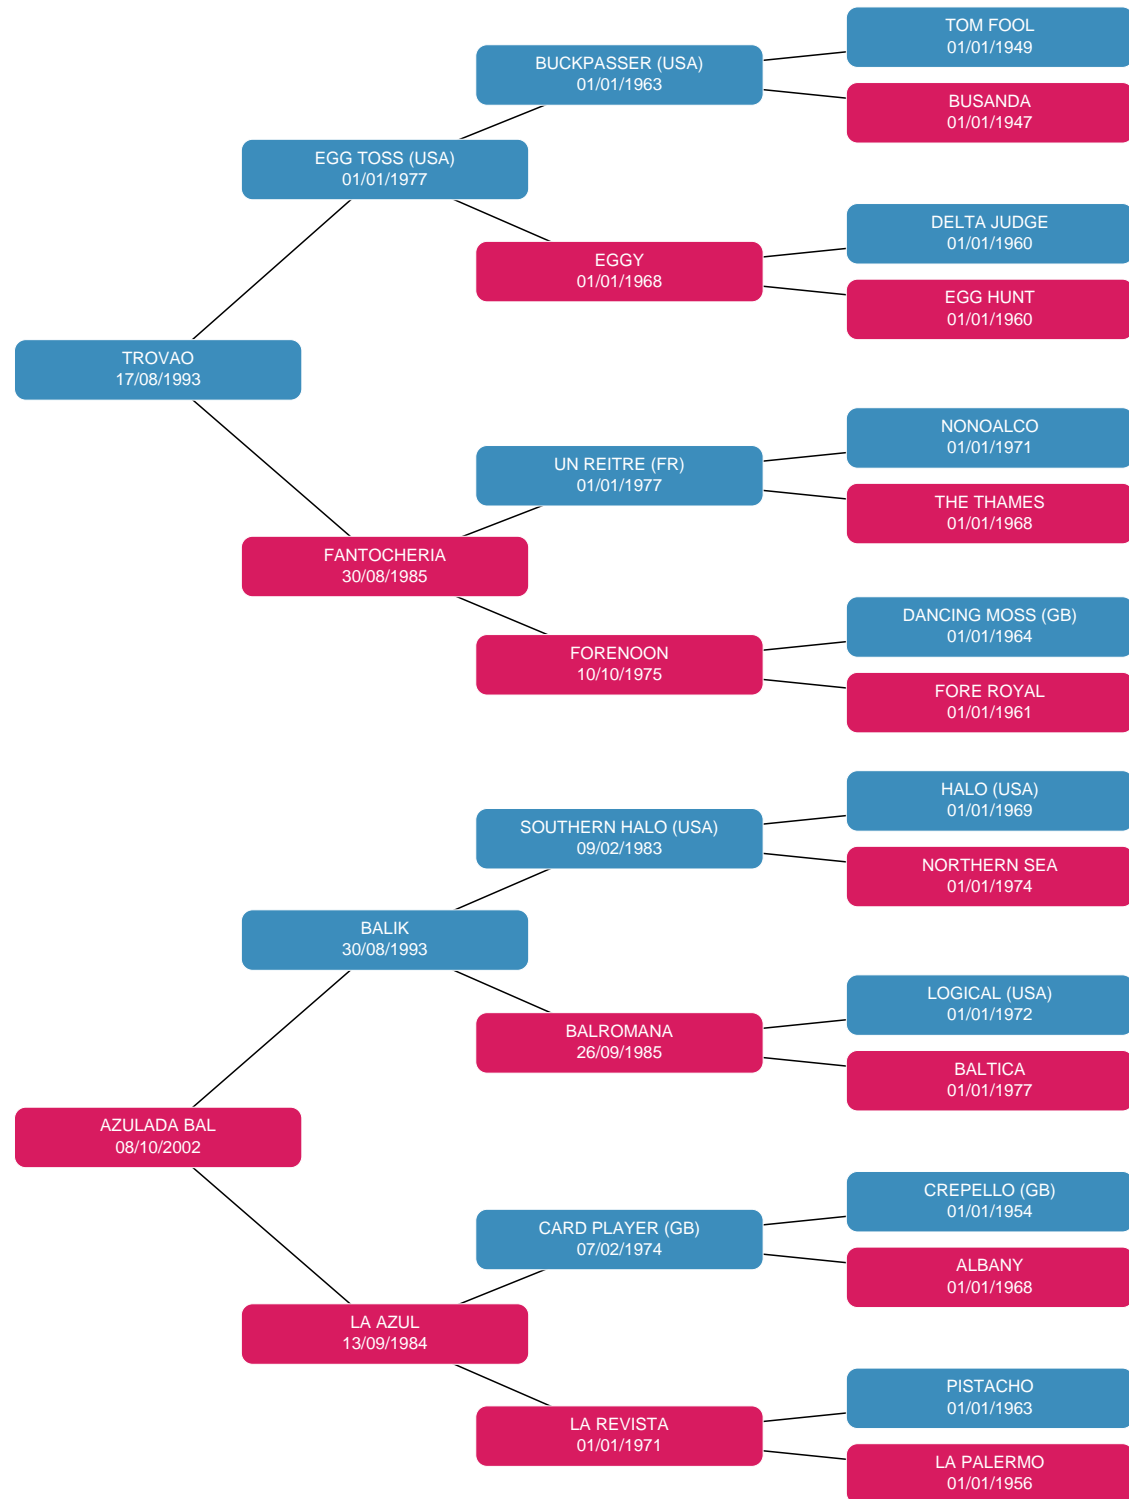 TOM FOOL
01/01/1949
BUCKPASSER (USA)
01/01/1963
BUSANDA
01/01/1947
EGG TOSS (USA)
01/01/1977
DELTA JUDGE
01/01/1960
EGGY
01/01/1968
EGG HUNT
01/01/1960
TROVAO
17/08/1993
NONOALCO
01/01/1971
UN REITRE (FR)
01/01/1977
THE THAMES
01/01/1968
FANTOCHERIA
30/08/1985
DANCING MOSS (GB)
01/01/1964
FORENOON
10/10/1975
FORE ROYAL
01/01/1961
HALO (USA)
01/01/1969
SOUTHERN HALO (USA)
09/02/1983
NORTHERN SEA
01/01/1974
BALIK
30/08/1993
LOGICAL (USA)
01/01/1972
BALROMANA
26/09/1985
BALTICA
01/01/1977
AZULADA BAL
08/10/2002
CREPELLO (GB)
01/01/1954
CARD PLAYER (GB)
07/02/1974
ALBANY
01/01/1968
LA AZUL
13/09/1984
PISTACHO
01/01/1963
LA REVISTA
01/01/1971
LA PALERMO
01/01/1956